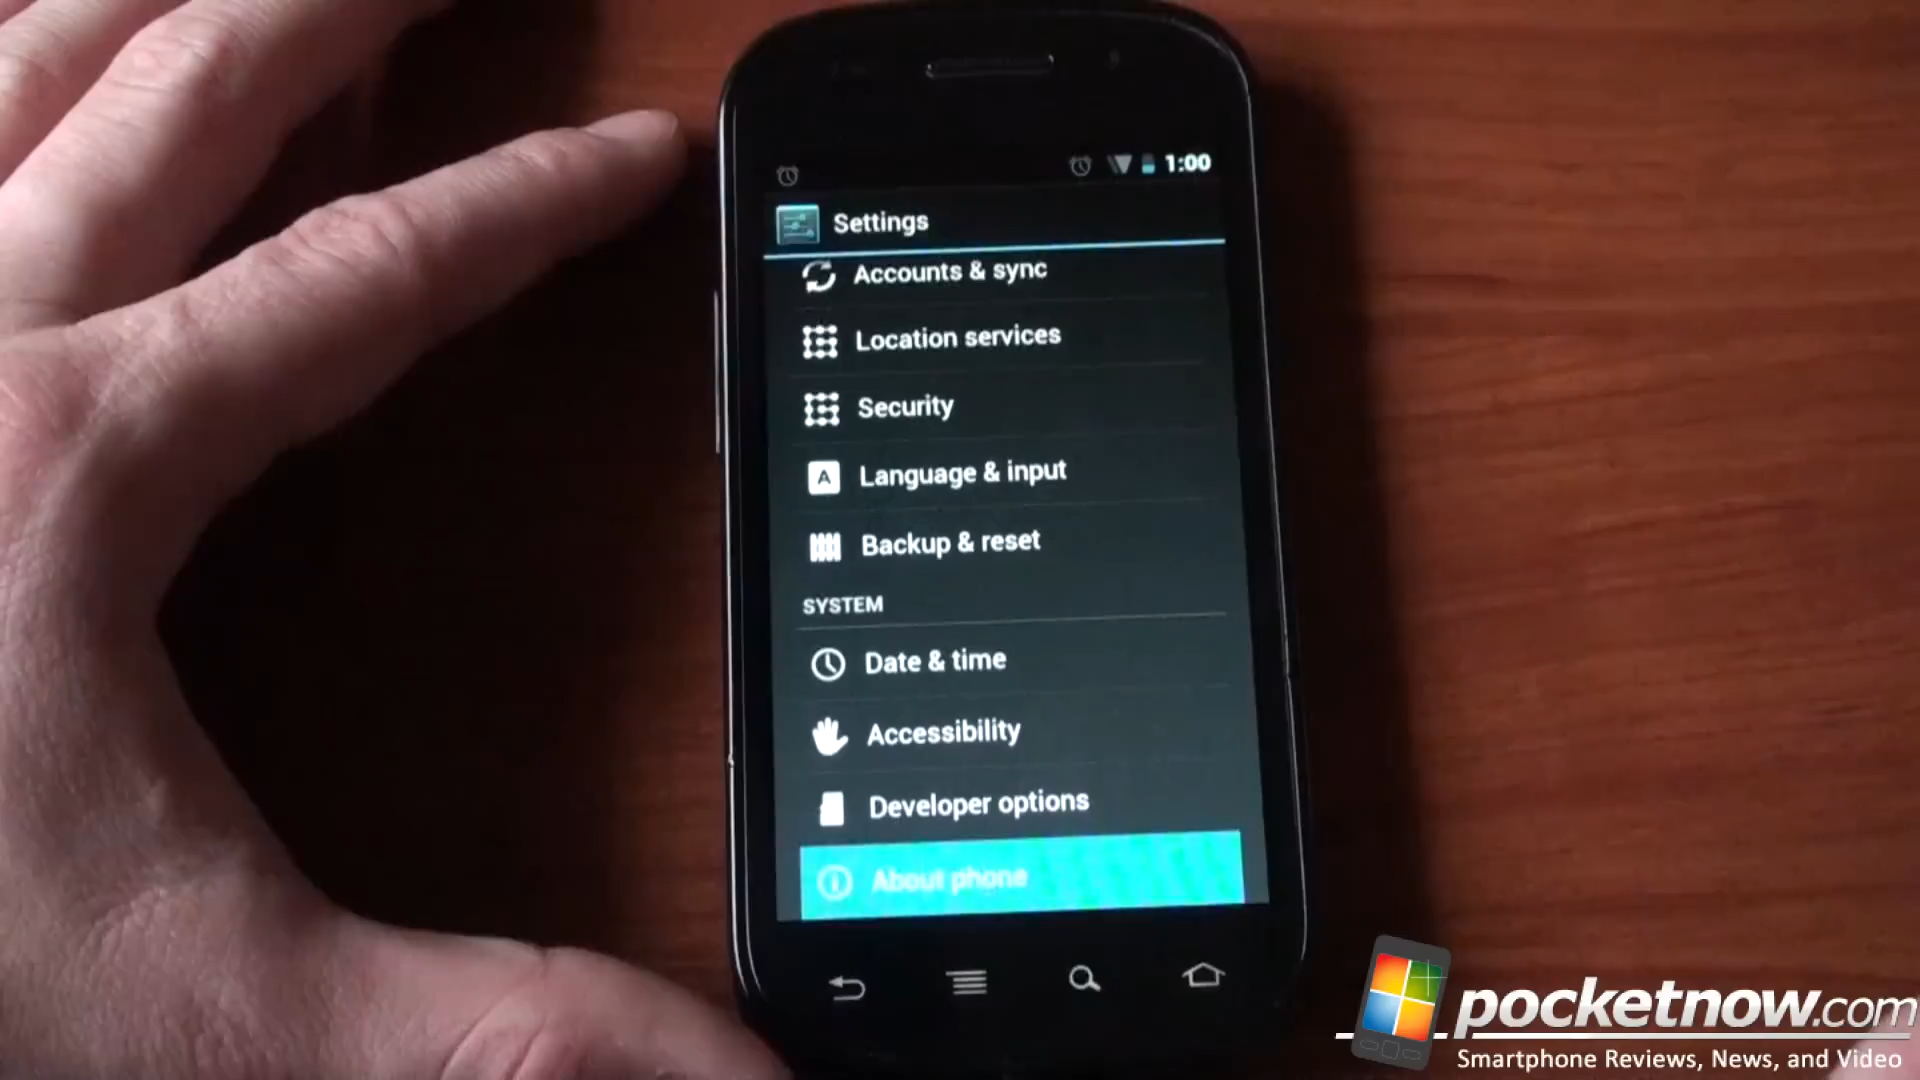 1:00
Settings
Accounts & sync
Location services
Security
A Language & input
Backup & reset
SYSTEM
Date & time
Accessibility
Developer options
About phone
pocketnow.com
Smartphone Reviews, News, and Video